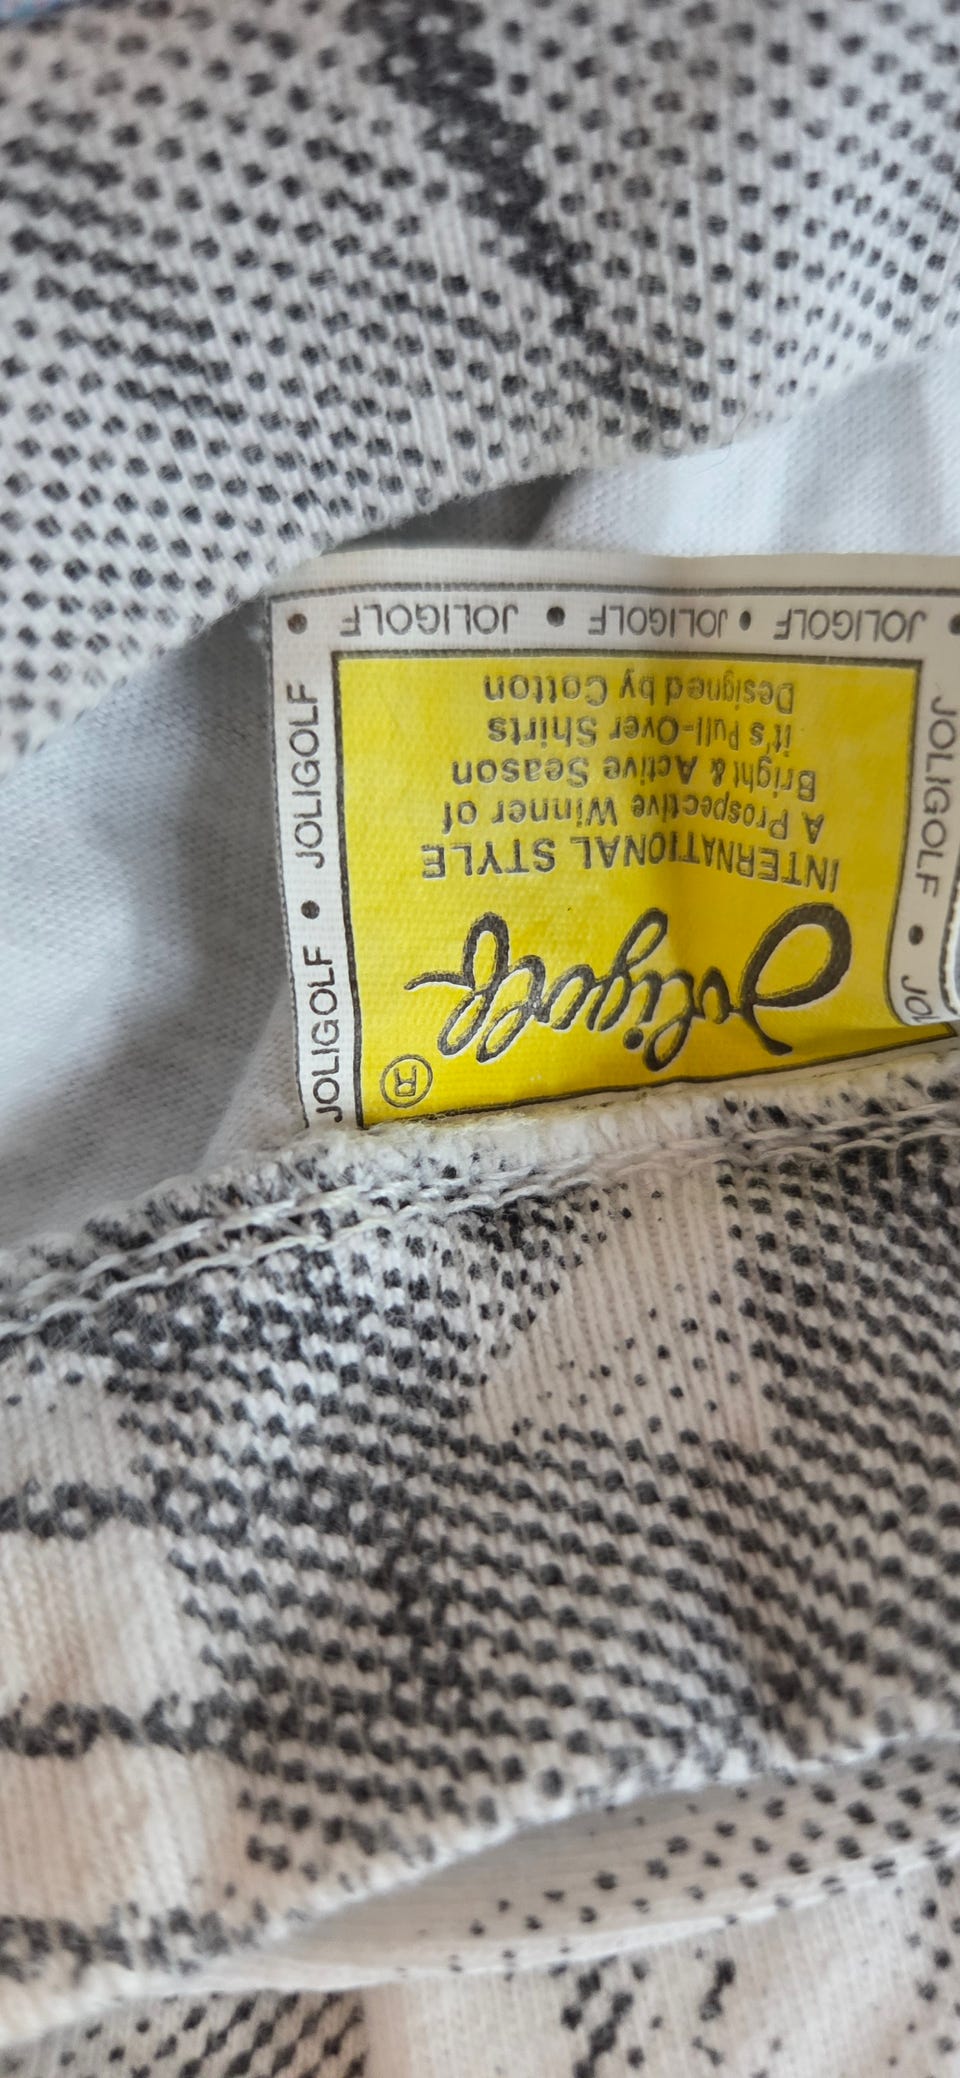 JOLIGOLF • JOLIGOLF • JOLIGOLF •
JOLIGOLF • JOLIGOLF
JOLIGOLF • JOL
Joligolf ®
INTERNATIONAL STYLE
A Prospective Winner of
Bright & Active Season
it's Pull-Over Shirts
Designed by Cotton